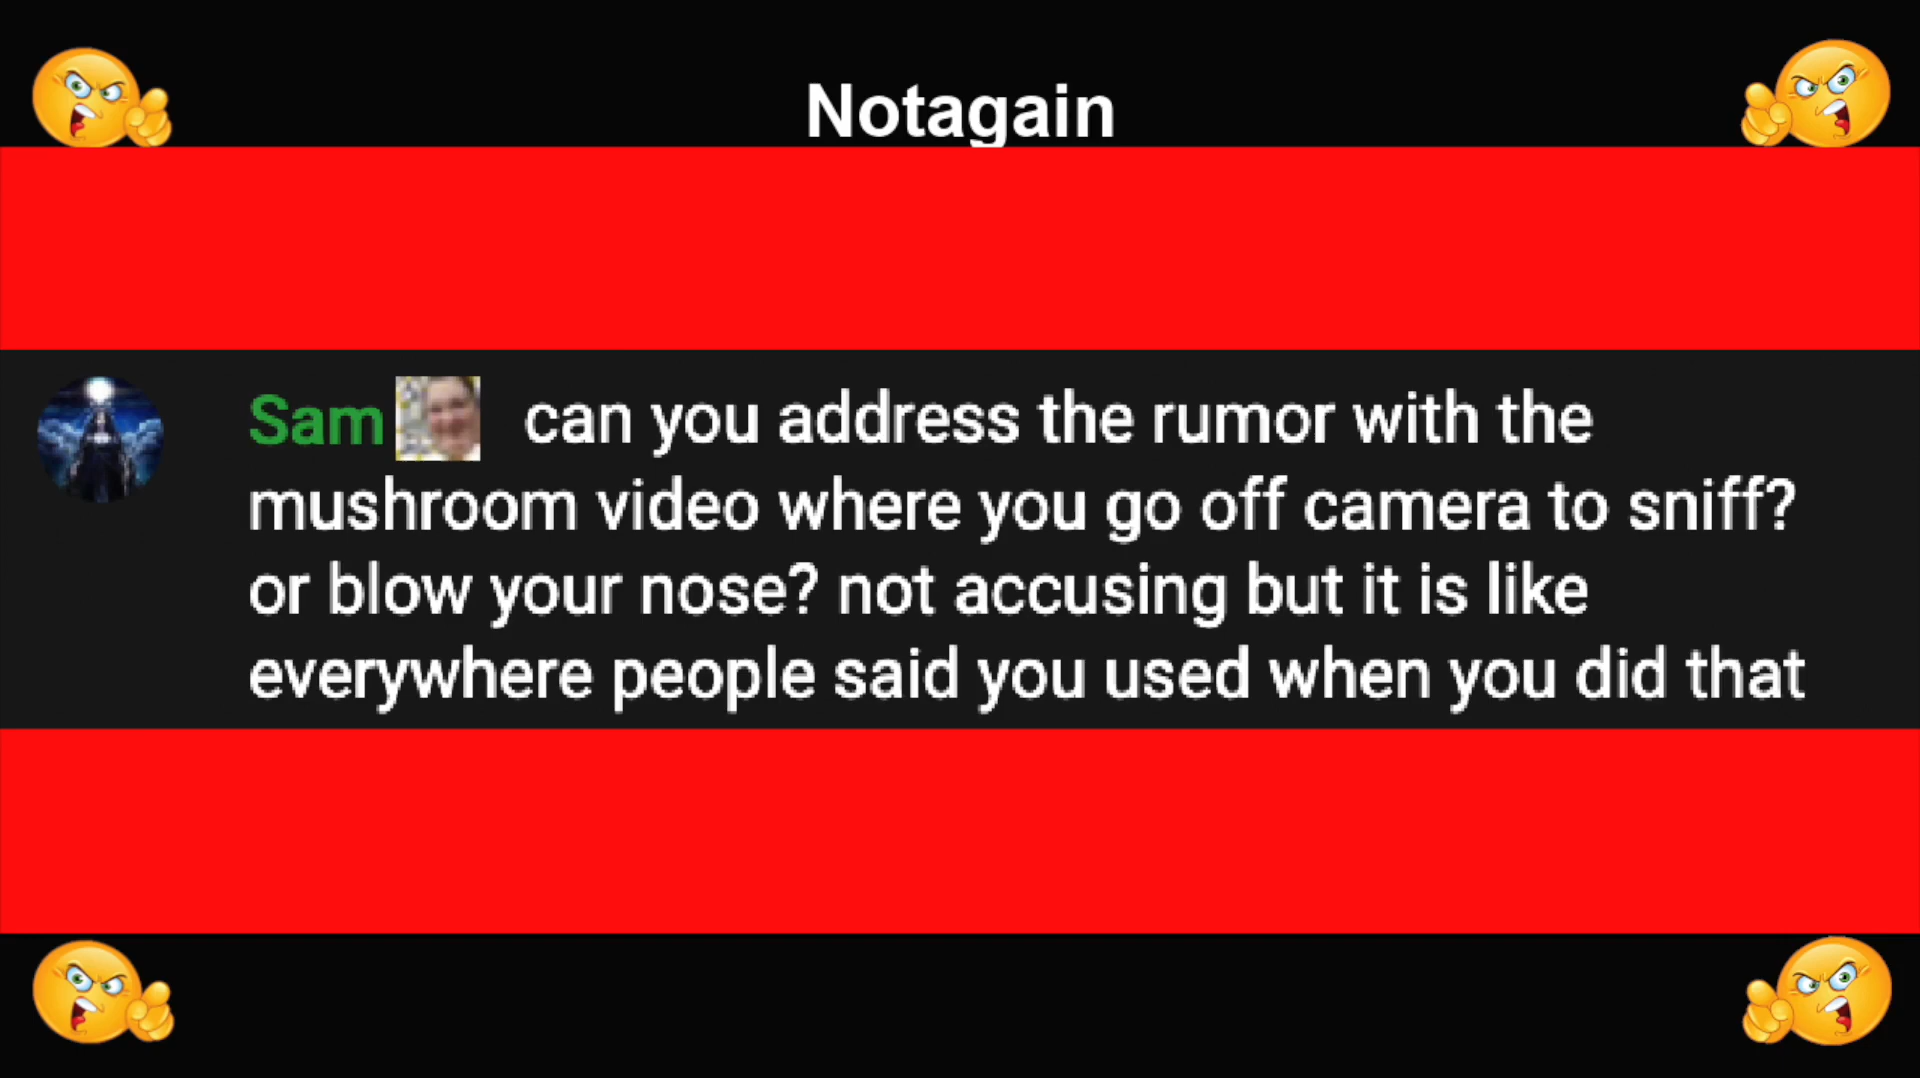 Notagain
Sam can you address the rumor with the
mushroom video where you go off camera to sniff?
or blow your nose? not accusing but it is like
everywhere people said you used when you did that